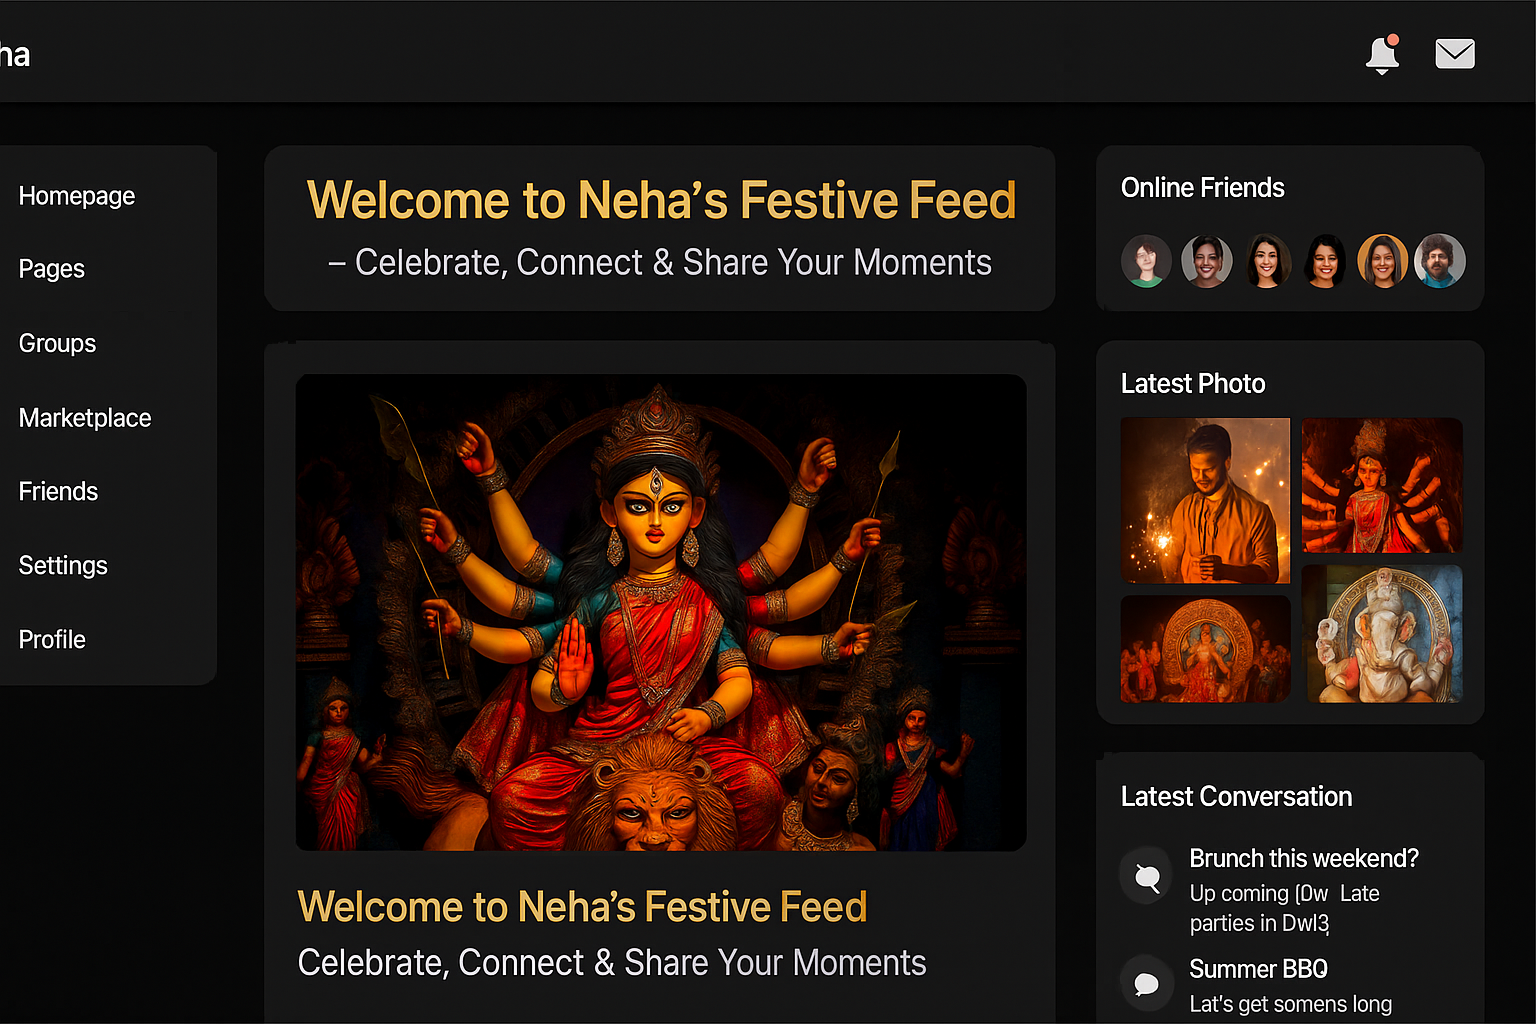 ha
Homepage
Pages
Groups
Marketplace
Friends
Settings
Profile
Welcome to Neha's Festive Feed
– Celebrate, Connect & Share Your Moments
Welcome to Neha's Festive Feed
Celebrate, Connect & Share Your Moments
Online Friends
Latest Photo
Latest Conversation
Brunch this weekend?
Up coming (Dw Late
parties in Dwl3
Summer BBQ
Lat's get somens long